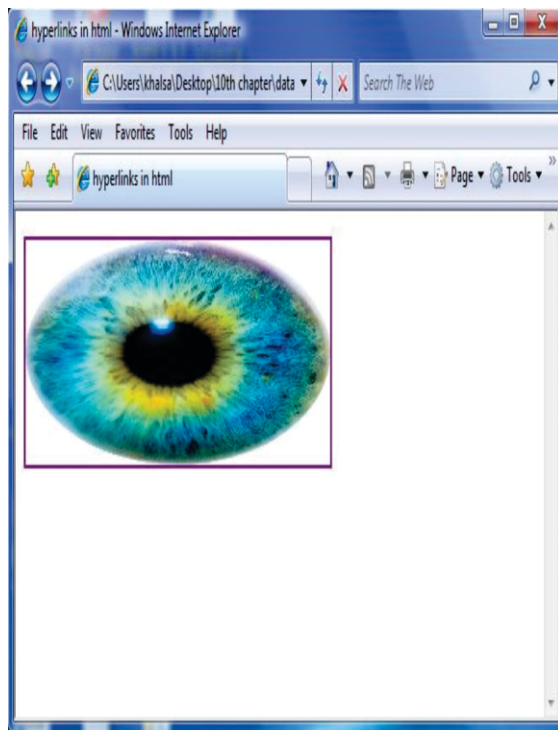 hyperlinks in html - Windows Internet Explorer
C:\Users\khalsa\Desktop\10th chapter\data
Search The Web
File Edit View Favorites Tools Help
hyperlinks in html
Page Tools